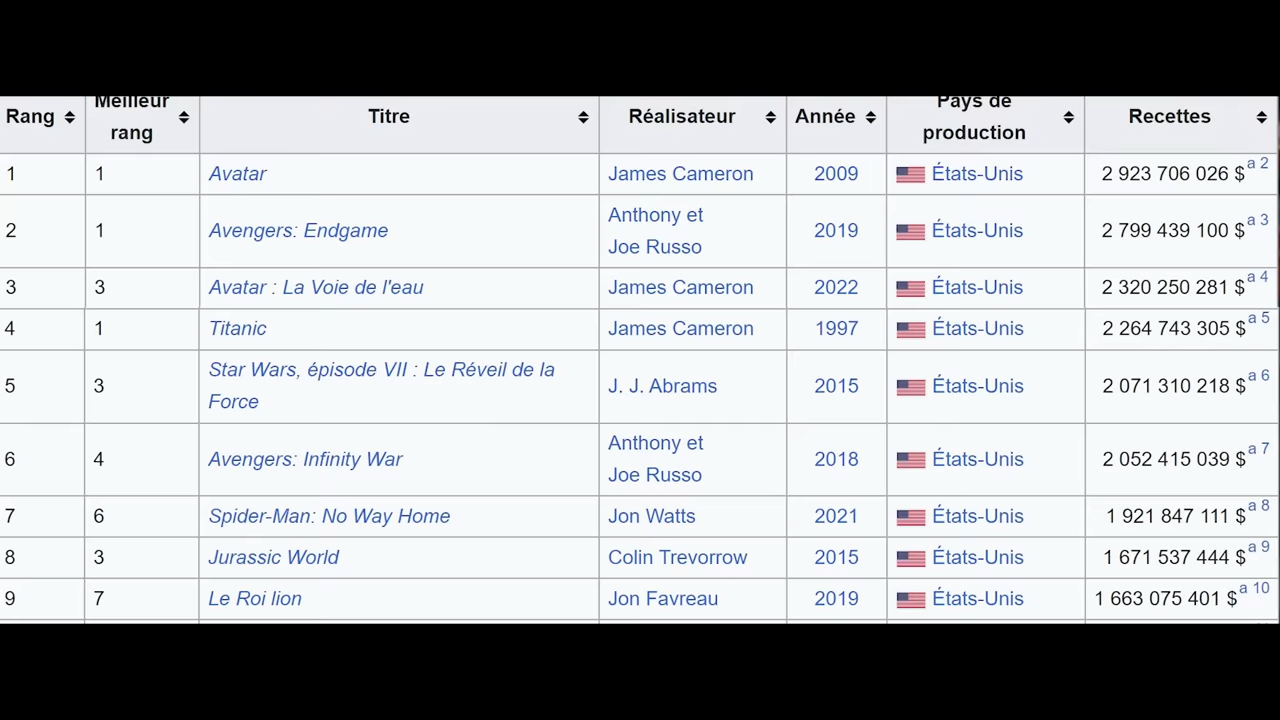 Rang Meilleur rang Titre Réalisateur Année Pays de production Recettes
1 1 Avatar James Cameron 2009 États-Unis 2 923 706 026 $ a 2
2 1 Avengers: Endgame Anthony et Joe Russo 2019 États-Unis 2 799 439 100 $ a 3
3 3 Avatar : La Voie de l'eau James Cameron 2022 États-Unis 2 320 250 281 $ a 4
4 1 Titanic James Cameron 1997 États-Unis 2 264 743 305 $ a 5
5 3 Star Wars, épisode VII : Le Réveil de la Force J. J. Abrams 2015 États-Unis 2 071 310 218 $ a 6
6 4 Avengers: Infinity War Anthony et Joe Russo 2018 États-Unis 2 052 415 039 $ a 7
7 6 Spider-Man: No Way Home Jon Watts 2021 États-Unis 1 921 847 111 $ a 8
8 3 Jurassic World Colin Trevorrow 2015 États-Unis 1 671 537 444 $ a 9
9 7 Le Roi lion Jon Favreau 2019 États-Unis 1 663 075 401 $ a 10